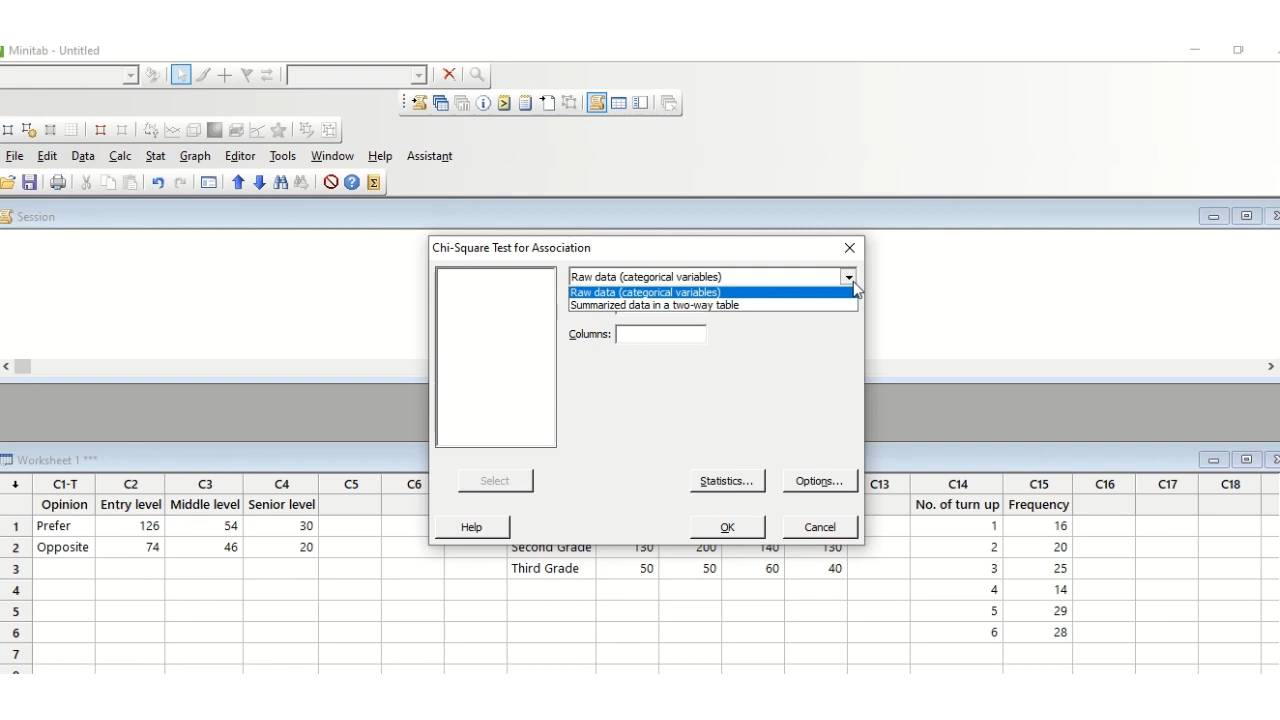 Minitab - Untitled
File Edit Data Calc Stat Graph Editor Tools Window Help Assistant
Session
Chi-Square Test for Association
Raw data (categorical variables)
Raw data (categorical variables)
Summarized data in a two-way table
Columns:
Select
Statistics...
Options...
Help
OK
Cancel
Worksheet 1 ***
C1-T C2 C3 C4 C5 C6 C13 C14 C15 C16 C17 C18
Opinion Entry level Middle level Senior level No. of turn up Frequency
1 Prefer 126 54 30 1 16
2 Opposite 74 46 20 Second Grade 130 200 140 130 2 20
3 Third Grade 50 50 60 40 3 25
4 4 14
5 5 29
6 6 28
7